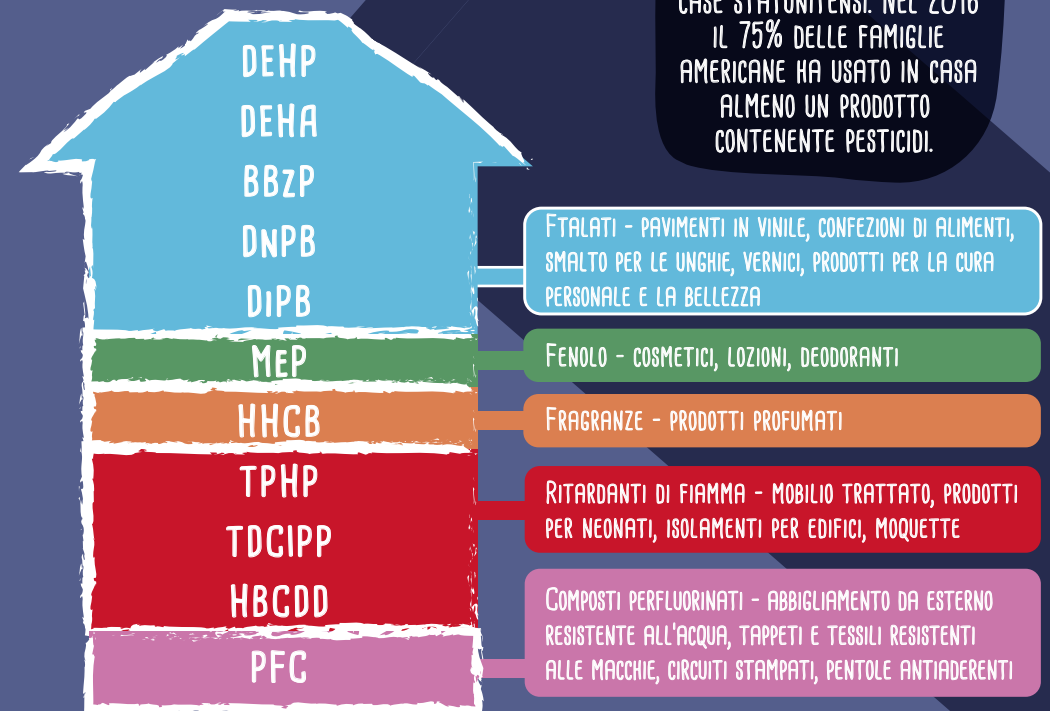 CASE STATUNITENSI. NEL 2016
IL 75% DELLE FAMIGLIE
AMERICANE HA USATO IN CASA
ALMENO UN PRODOTTO
CONTENENTE PESTICIDI.
DEHP
DEHA
BBzP
DNPB
DiPB
Ftalati - pavimenti in vinile, confezioni di alimenti,
smalto per le unghie, vernici, prodotti per la cura
personale e la bellezza
MeP
Fenolo - cosmetici, lozioni, deodoranti
HHCB
Fragranze - prodotti profumati
TPHP
TDCIPP
HBCDD
Ritardanti di fiamma - mobilio trattato, prodotti
per neonati, isolamenti per edifici, moquette
PFC
Composti perfluorinati - abbigliamento da esterno
resistente all'acqua, tappeti e tessili resistenti
alle macchie, circuiti stampati, pentole antiaderenti